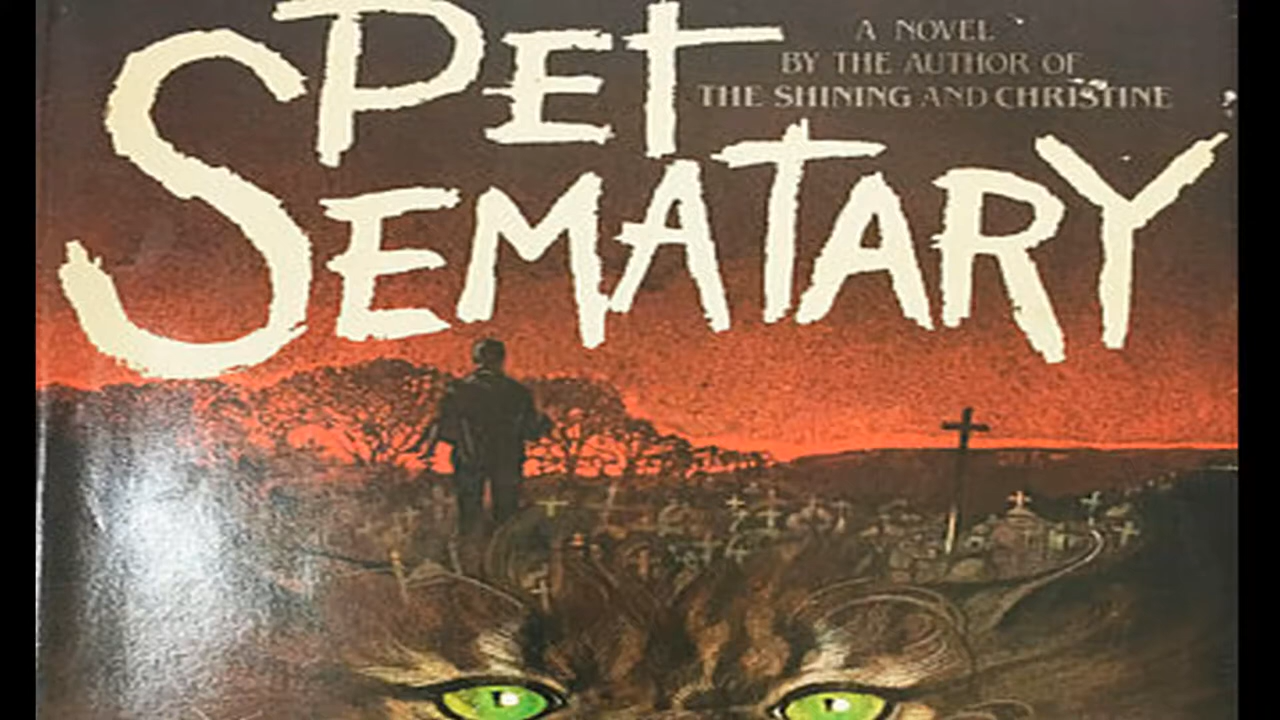 PET
SEMATARY
A NOVEL
BY THE AUTHOR OF
THE SHINING AND CHRISTINE